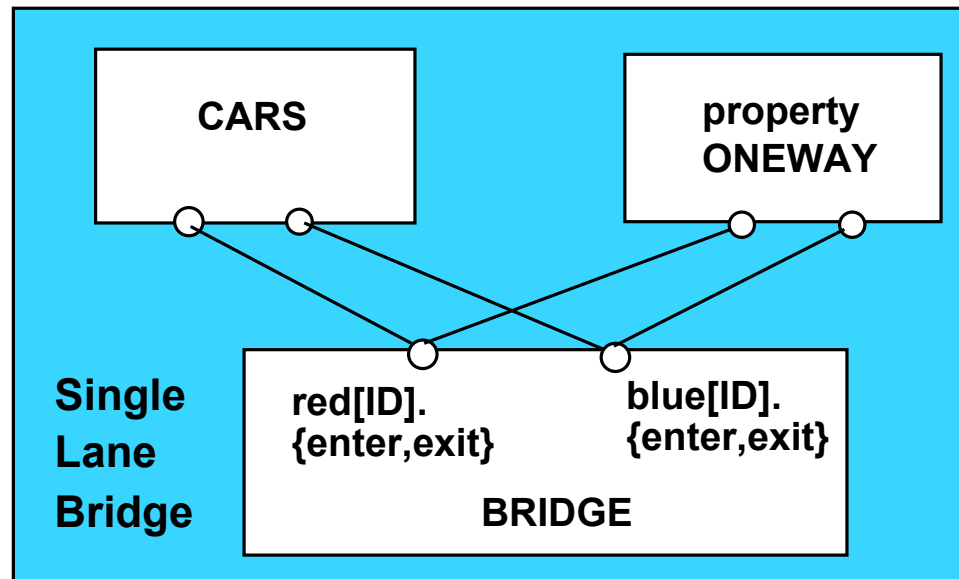 CARS
property
ONEWAY
Single
Lane
Bridge
red[ID].
{enter,exit}
blue[ID].
{enter,exit}
BRIDGE